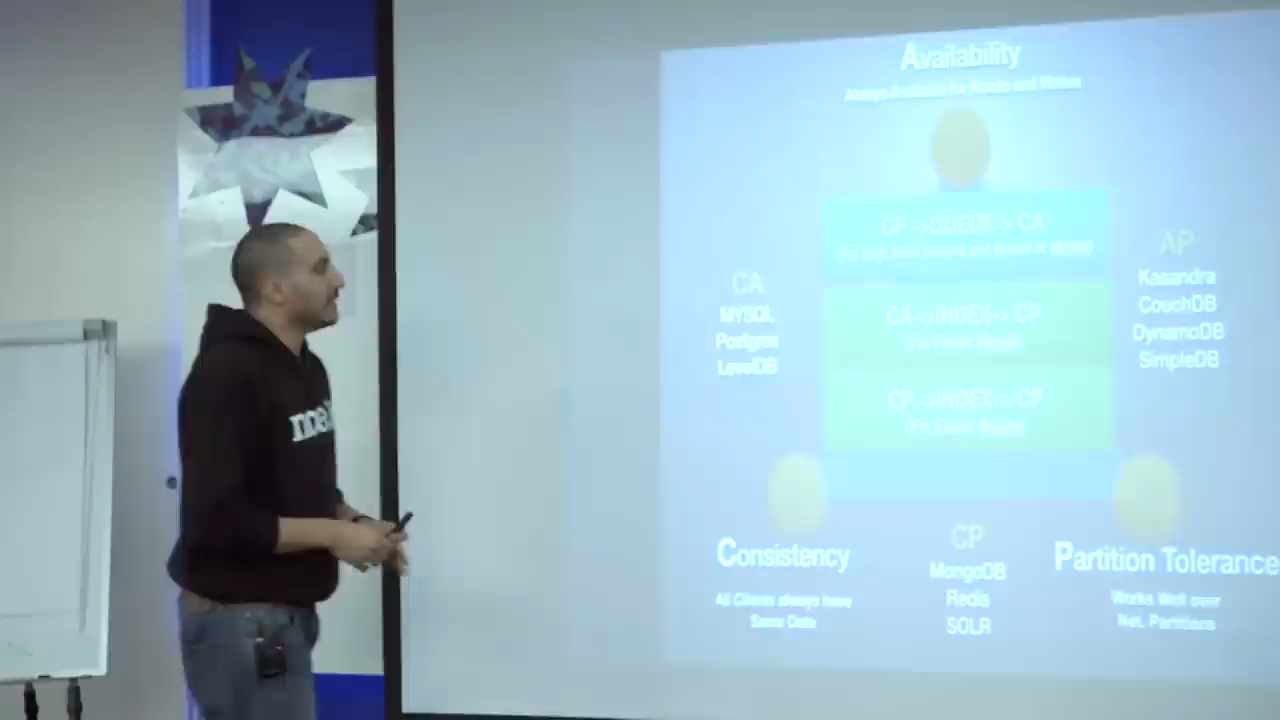 Availability
Always Available for Reads and Writes
CP ->QUEUE-> CA
CA ->INDEX-> CP
CP ->INDEX-> CP
CA
MYSQL
Postgres
LevelDB
AP
Kasandra
CouchDB
DynamoDB
SimpleDB
Consistency
All Clients always have
Same Data
CP
MongoDB
Redis
SOLR
Partition Tolerance
Works Well over
Net. Partitions